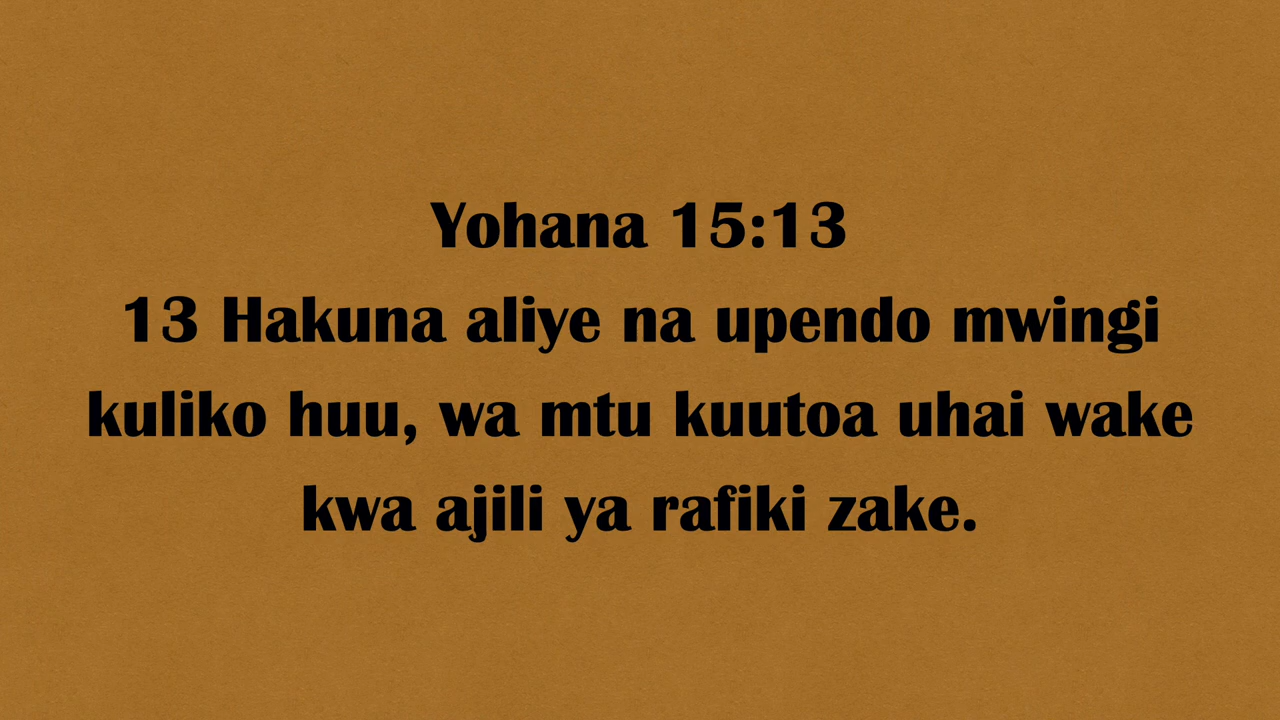 Yohana 15:13
13 Hakuna aliye na upendo mwingi
kuliko huu, wa mtu kuutoa uhai wake
kwa ajili ya rafiki zake.